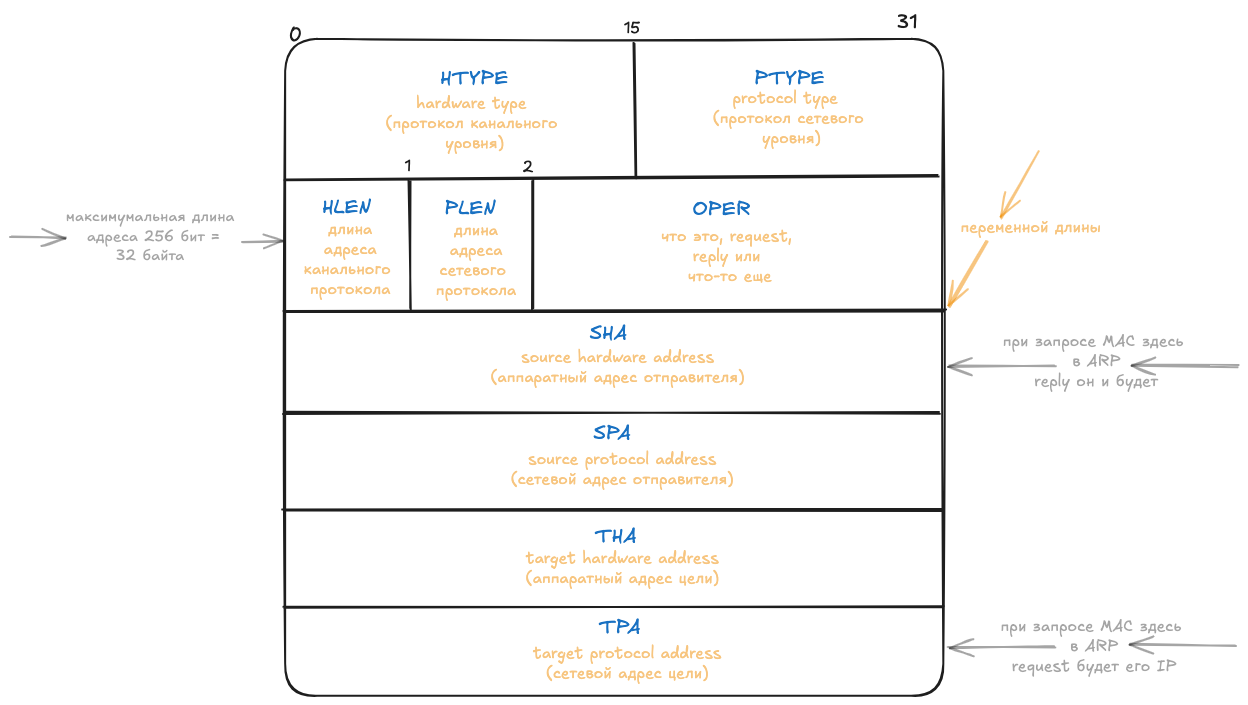 0
15
31
HTYPE
hardware type
(протокол канального
уровня)
PTYPE
protocol type
(протокол сетевого
уровня)
1
2
HLEN
длина
адреса
канального
протокола
PLEN
длина
адреса
сетевого
протокола
OPER
что это, request,
reply или
что-то еще
максимумальная длина
адреса 256 бит =
32 байта
переменной длины
SHA
source hardware address
(аппаратный адрес отправителя)
при запросе MAC здесь
в ARP
reply он и будет
SPA
source protocol address
(сетевой адрес отправителя)
THA
target hardware address
(аппаратный адрес цели)
TPA
target protocol address
(сетевой адрес цели)
при запросе MAC здесь
в ARP
request будет его IP